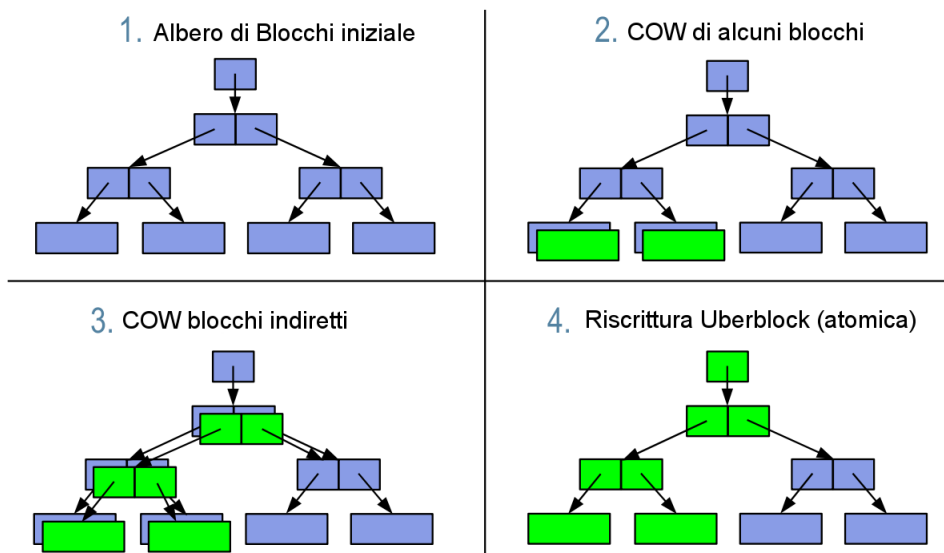 1. Albero di Blocchi iniziale
2. COW di alcuni blocchi
3. COW blocchi indiretti
4. Riscrittura Uberblock (atomica)